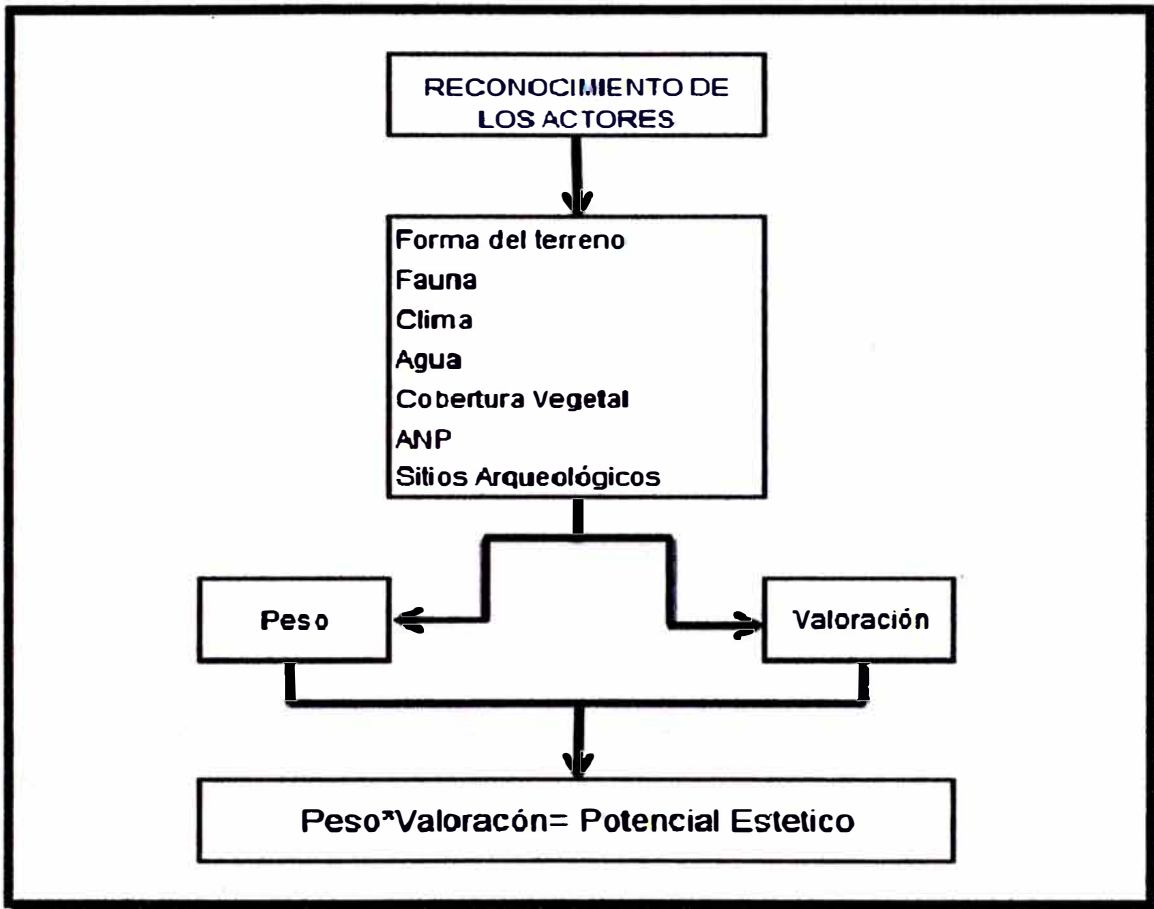 RECONOCIMIENTO DE
LOS ACTORES
Forma del terreno
Fauna
Clima
Agua
Cobertura Vegetal
ANP
Sitios Arqueológicos
Peso
Valoración
Peso*Valoracón= Potencial Estetico